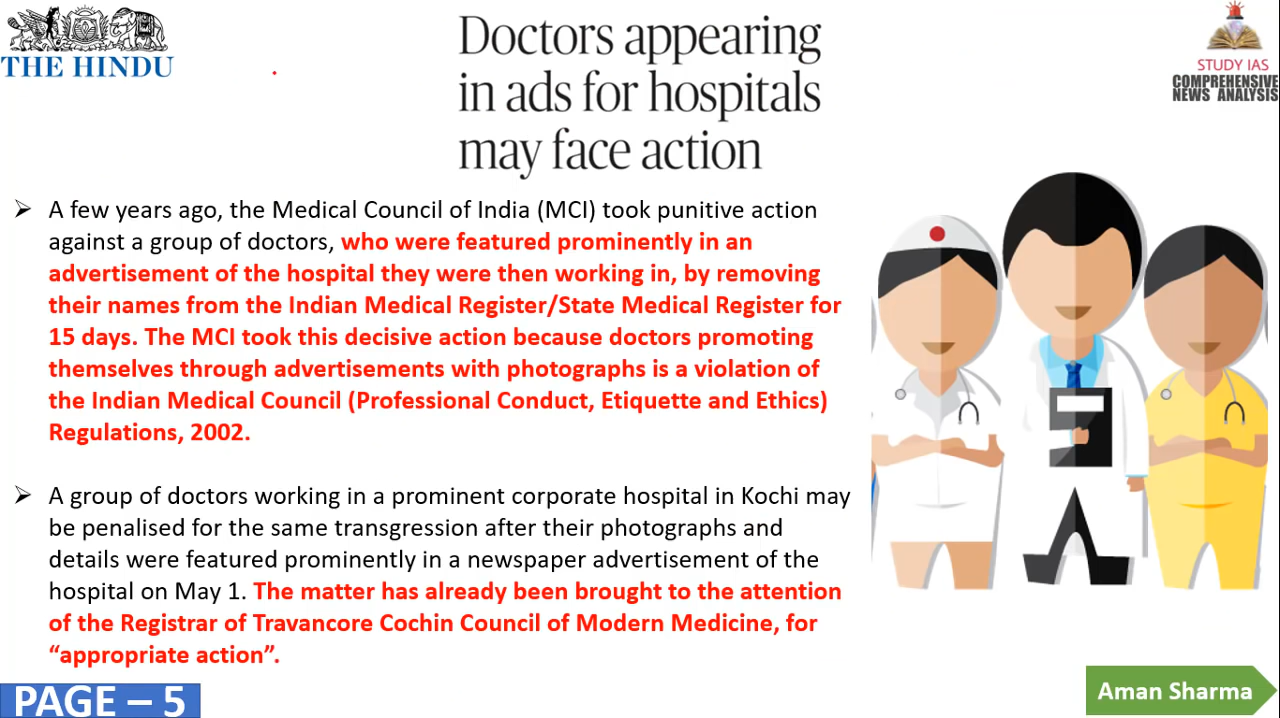 THE HINDU
Doctors appearing
in ads for hospitals
may face action
STUDY IAS
COMPREHENSIVE
NEWS ANALYSIS
➢ A few years ago, the Medical Council of India (MCI) took punitive action
against a group of doctors, who were featured prominently in an
advertisement of the hospital they were then working in, by removing
their names from the Indian Medical Register/State Medical Register for
15 days. The MCI took this decisive action because doctors promoting
themselves through advertisements with photographs is a violation of
the Indian Medical Council (Professional Conduct, Etiquette and Ethics)
Regulations, 2002.
➢ A group of doctors working in a prominent corporate hospital in Kochi may
be penalised for the same transgression after their photographs and
details were featured prominently in a newspaper advertisement of the
hospital on May 1. The matter has already been brought to the attention
of the Registrar of Travancore Cochin Council of Modern Medicine, for
“appropriate action”.
PAGE – 5
Aman Sharma